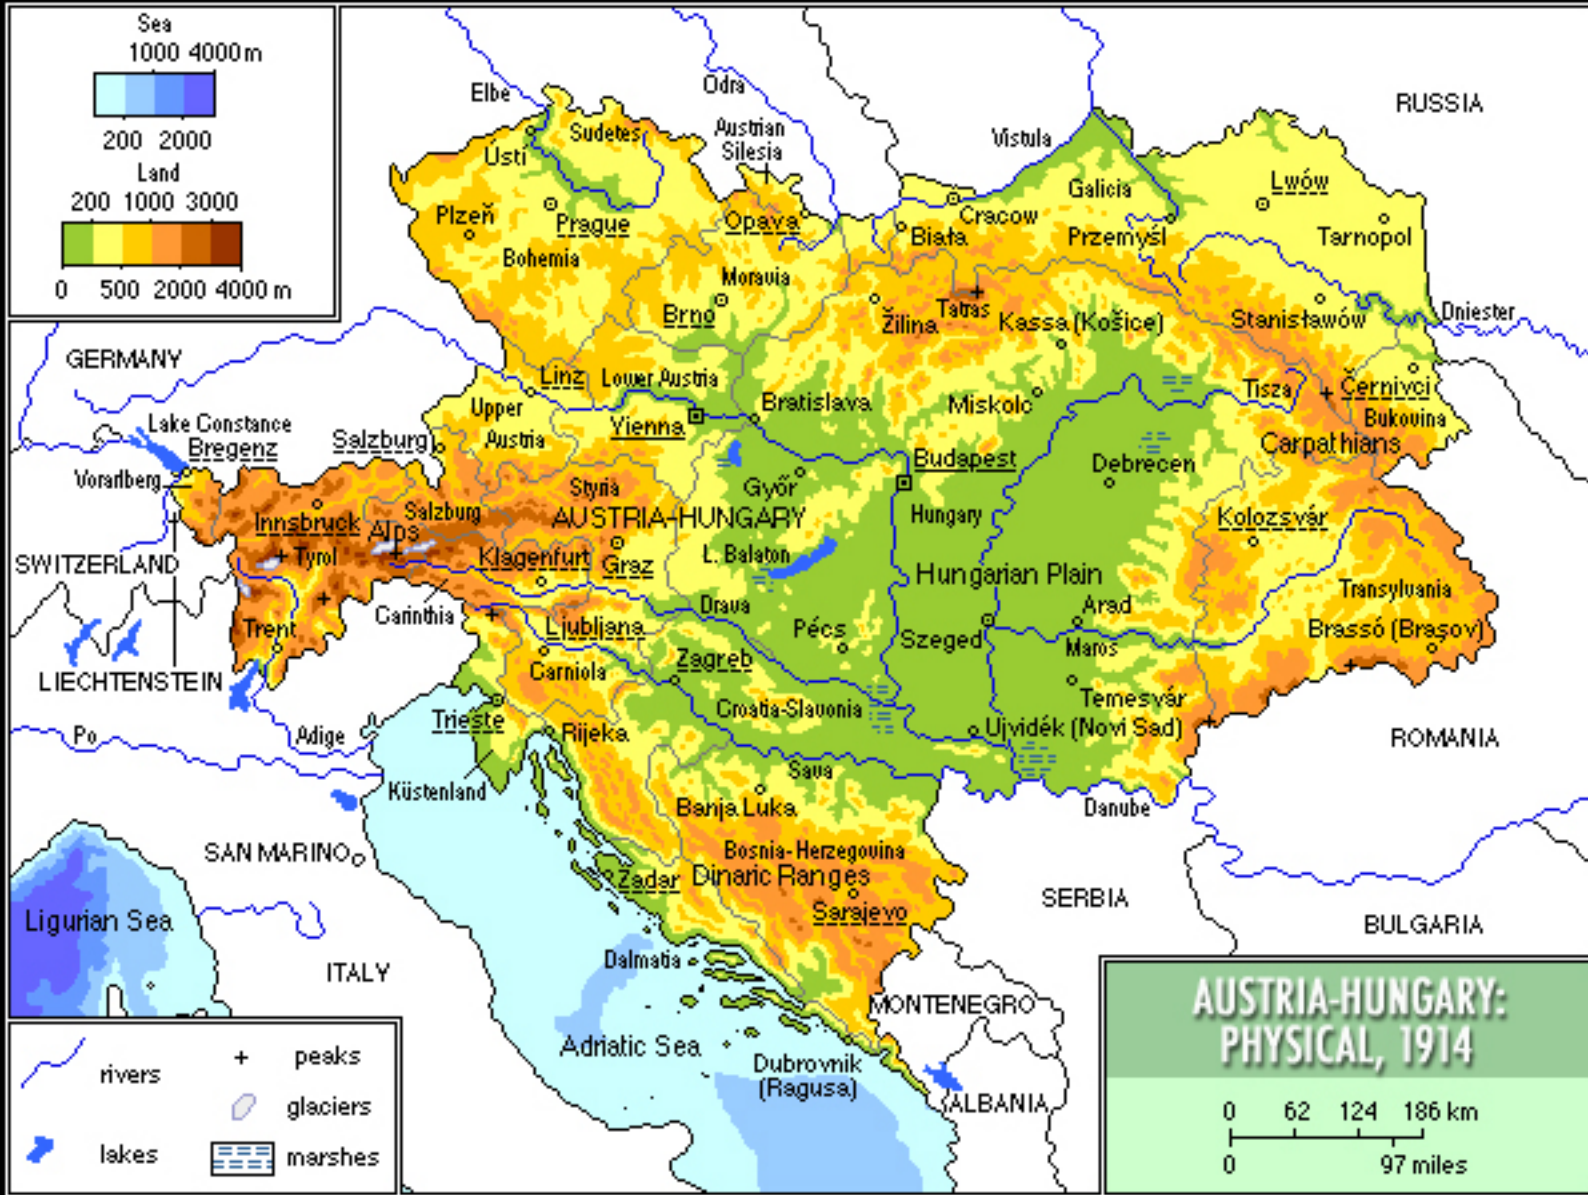 Sea
1000 4000 m
200 2000
Land
200 1000 3000
0 500 2000 4000 m
Elbe
Odra
RUSSIA
Sudetes
Austrian
Silesia
Vistula
Usti
Galicia
Lwów
Plzeň
Prague
Opava
Cracow
Biała
Przemyśl
Tarnopol
Bohemia
Moravia
Brno
Žilina
Tatras
Kassa (Košice)
Stanisławów
Dniester
GERMANY
Linz
Lower Austria
Tisza
Černivci
Upper
Austria
Vienna
Bratislava
Miskolc
Bukovina
Lake Constance
Bregenz
Salzburg
Carpathians
Vorarlberg
Budapest
Debrecen
Styria
Győr
Innsbruck
Salzburg
AUSTRIA-HUNGARY
Hungary
Kolozsvár
Alps
SWITZERLAND
Tyrol
Klagenfurt
Graz
L. Balaton
Hungarian Plain
Transylvania
Carinthia
Drava
Arad
Trent
Ljubliana
Pécs
Szeged
Maros
Brassó (Braşov)
LIECHTENSTEIN
Carniola
Zagreb
Temesvár
Croatia-Slavonia
Trieste
Rijeka
Ujvidék (Novi Sad)
Po
Adige
ROMANIA
Küstenland
Sava
Banja Luka
Danube
SAN MARINO
Bosnia-Herzegovina
Zadar
Dinaric Ranges
Sarajevo
SERBIA
BULGARIA
Ligurian Sea
ITALY
Dalmatia
MONTENEGRO
Adriatic Sea
Dubrovnik
(Ragusa)
ALBANIA
rivers
peaks
glaciers
lakes
marshes
AUSTRIA-HUNGARY:
PHYSICAL, 1914
0 62 124 186 km
0 97 miles